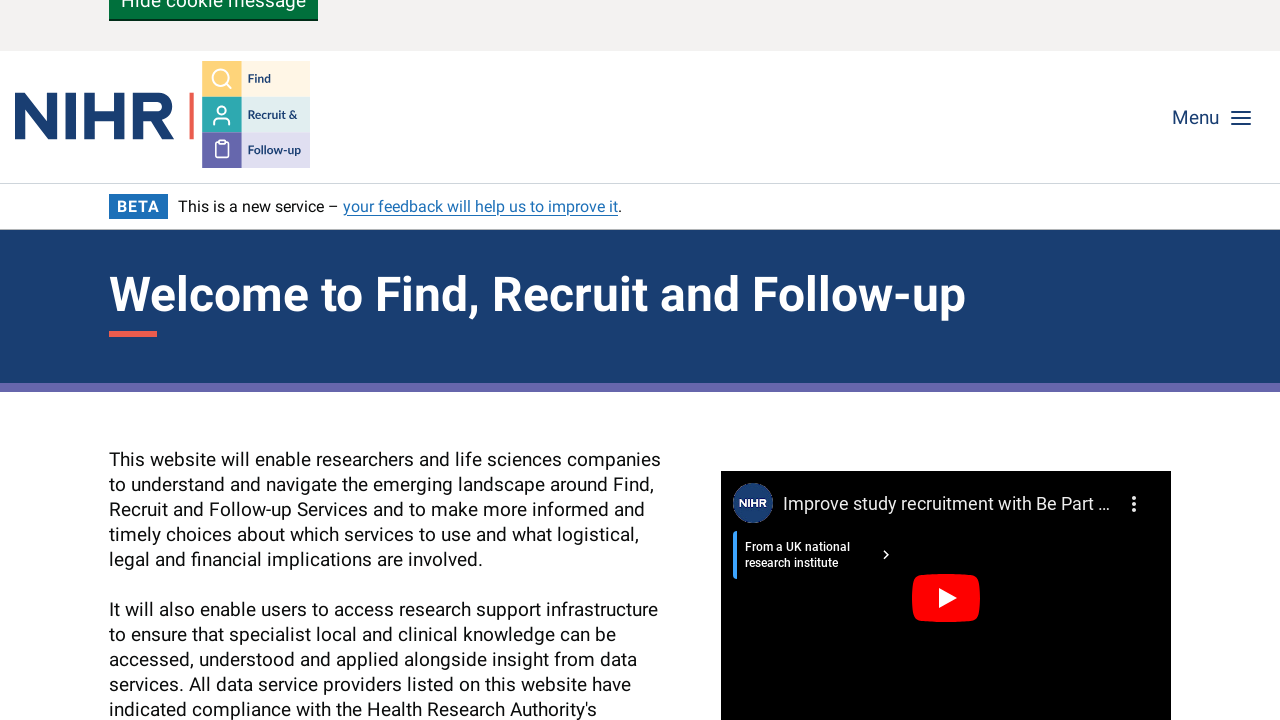 Hide cookie message
NIHR
Find
Recruit &
Follow-up
Menu
BETA This is a new service – your feedback will help us to improve it.
Welcome to Find, Recruit and Follow-up
This website will enable researchers and life sciences companies
to understand and navigate the emerging landscape around Find,
Recruit and Follow-up Services and to make more informed and
timely choices about which services to use and what logistical,
legal and financial implications are involved.
It will also enable users to access research support infrastructure
to ensure that specialist local and clinical knowledge can be
accessed, understood and applied alongside insight from data
services. All data service providers listed on this website have
indicated compliance with the Health Research Authority's
NIHR
Improve study recruitment with Be Part ...
From a UK national
research institute